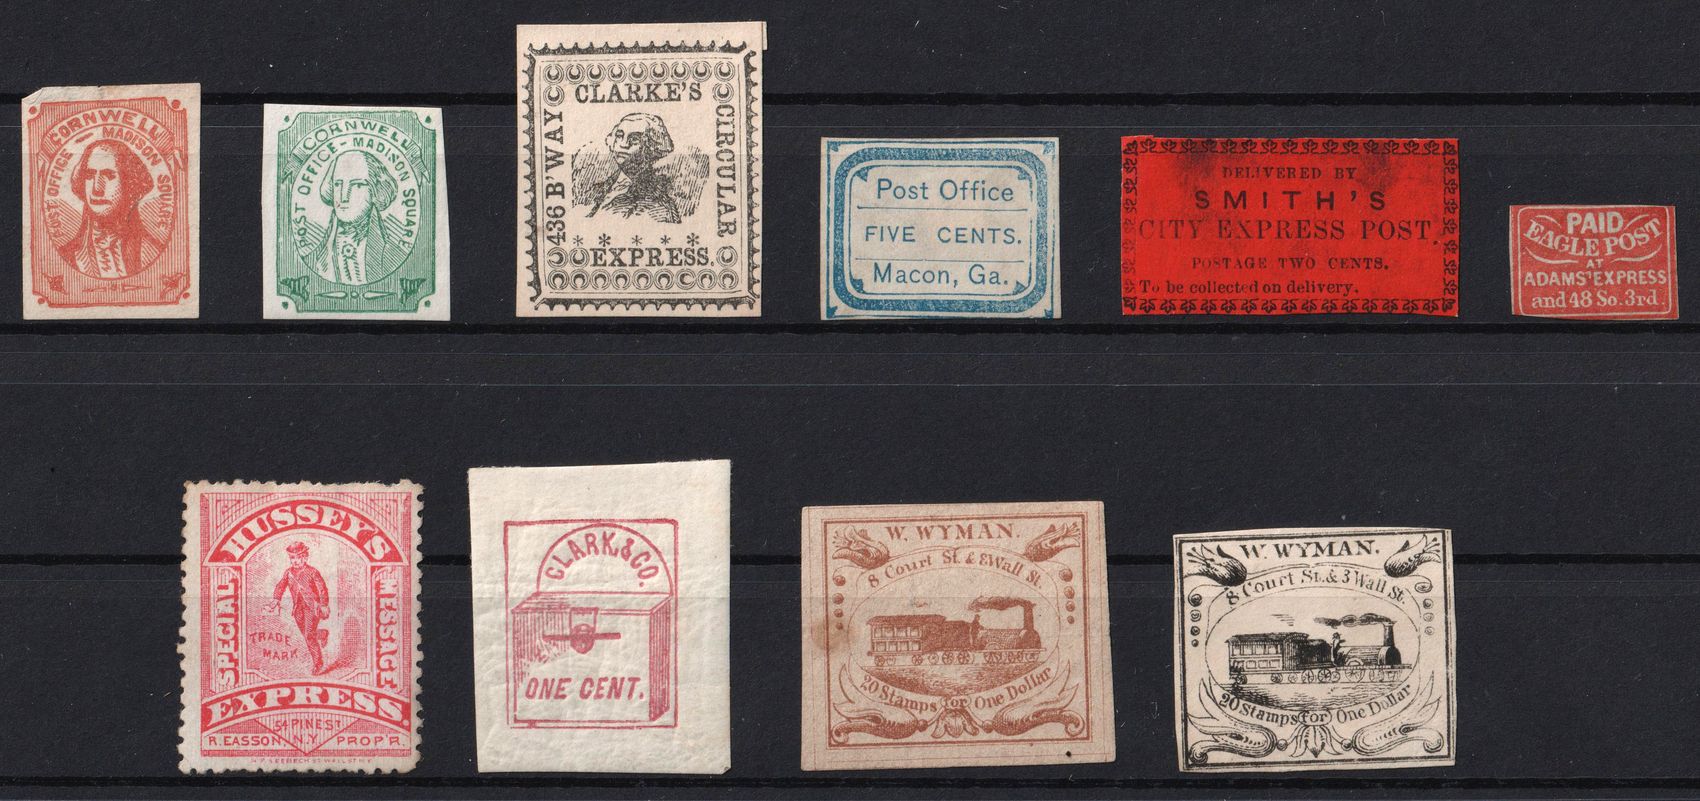 CORNWELL
POST OFFICE MADISON SQUARE
CORNWELL
POST OFFICE - MADISON SQUARE
CLARKE'S
436 B'WAY
CIRCULAR
* * * * *
EXPRESS.
Post Office
FIVE CENTS.
Macon, Ga.
DELIVERED BY
SMITH'S
CITY EXPRESS POST.
POSTAGE TWO CENTS.
To be collected on delivery.
PAID
EAGLE POST
AT
ADAMS' EXPRESS
and 48 So. 3rd.
HUSSEY'S
SPECIAL
MESSAGE
TRADE
MARK
EXPRESS.
54 PINE ST
R. EASSON, N.Y. PROP'R.
CLARK & CO.
ONE CENT.
W. WYMAN.
8 Court St. & 3 Wall St.
20 Stamps for One Dollar
W. WYMAN.
8 Court St. & 3 Wall St.
20 Stamps for One Dollar